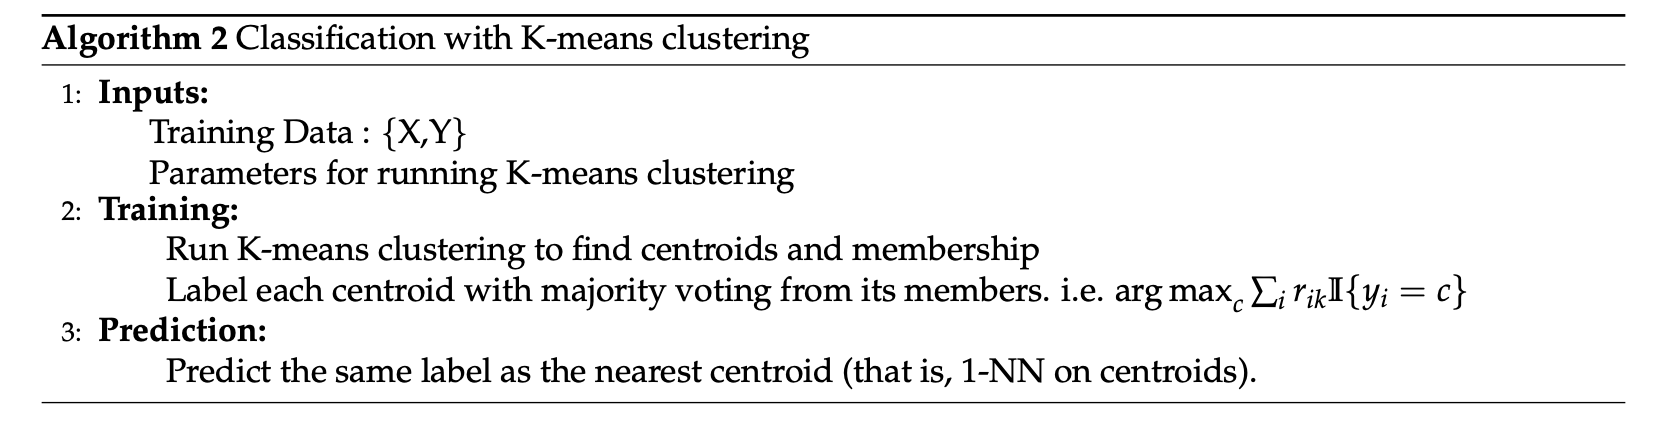 Algorithm 2 Classification with K-means clustering
1: Inputs:
Training Data : {X,Y}
Parameters for running K-means clustering
2: Training:
Run K-means clustering to find centroids and membership
Label each centroid with majority voting from its members. i.e. arg max_c ∑_i r_{ik} 𝕀{y_i = c}
3: Prediction:
Predict the same label as the nearest centroid (that is, 1-NN on centroids).